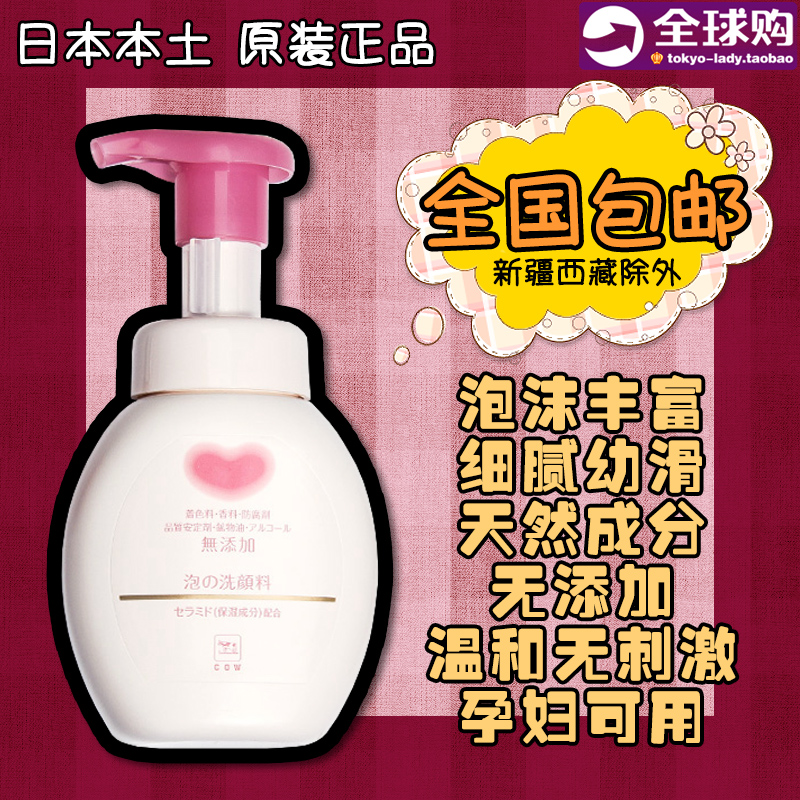 日本本土 原装正品
全球购
tokyo-lady.taobao
全国包邮
新疆西藏除外
泡沫丰富
细腻幼滑
天然成分
无添加
温和无刺激
孕妇可用
着色料・香料・防腐剤
品質安定剤・鉱物油・アルコール
無添加
泡の洗顔料
セラミド(保湿成分)配合
COW